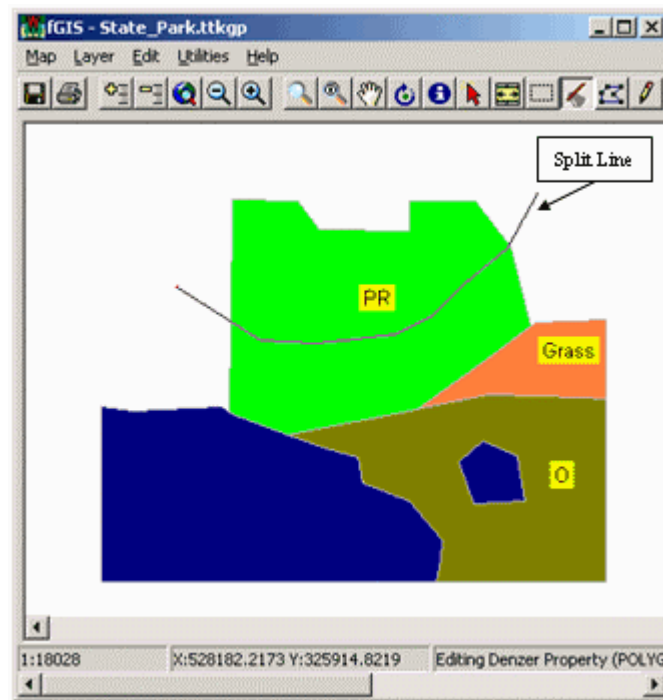 fGIS - State_Park.ttkgp
Map Layer Edit Utilities Help
Split Line
PR
Grass
O
1:18028 X:528182.2173 Y:325914.8219 Editing Denzer Property (POLYG